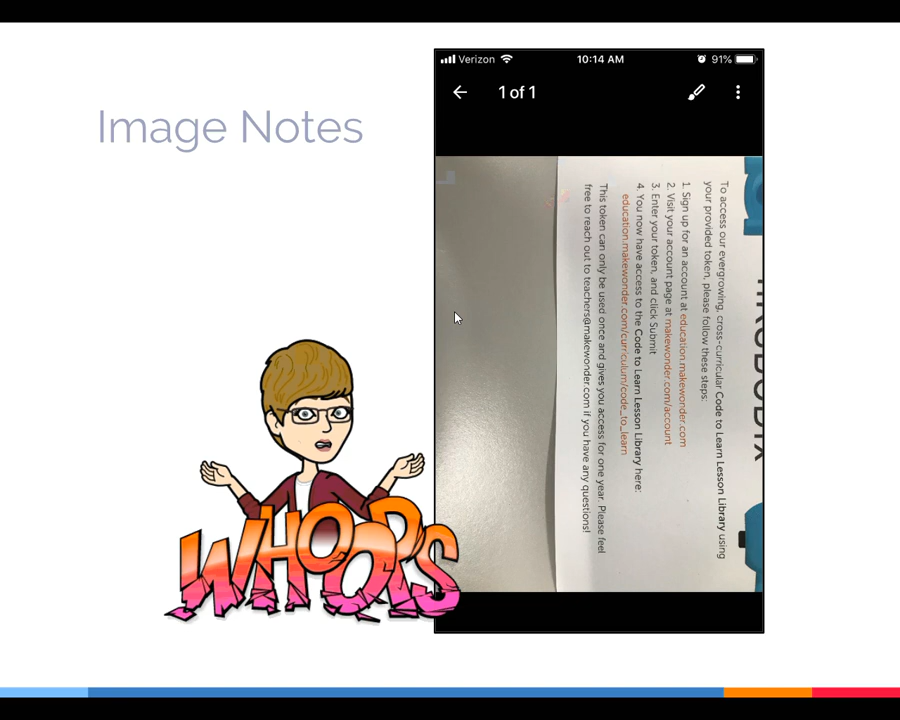 Image Notes
Verizon
10:14 AM
91%
1 of 1
To access our evergrowing, cross-curricular Code to Learn Lesson Library using
your provided token, please follow these steps:
1. Sign up for an account at education.makewonder.com
2. Visit your account page at makewonder.com/account
3. Enter your token, and click Submit
4. You now have access to the Code to Learn Lesson Library here:
education.makewonder.com/curriculum/code_to_learn
This token can only be used once and gives you access for one year. Please feel
free to reach out to teachers@makewonder.com if you have any questions!
WHOOPS